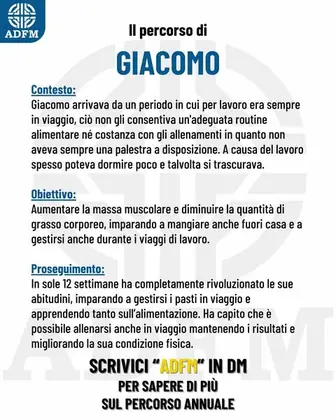 ADFM
Il percorso di
GIACOMO
Contesto:
Giacomo arrivava da un periodo in cui per lavoro era sempre
in viaggio, ciò non gli consentiva un'adeguata routine
alimentare né costanza con gli allenamenti in quanto non
aveva sempre una palestra a disposizione. A causa del lavoro
spesso poteva dormire poco e talvolta si trascurava.
Obiettivo:
Aumentare la massa muscolare e diminuire la quantità di
grasso corporeo, imparando a mangiare anche fuori casa e a
gestirsi anche durante i viaggi di lavoro.
Proseguimento:
In sole 12 settimane ha completamente rivoluzionato le sue
abitudini, imparando a gestirsi i pasti in viaggio e
apprendendo tanto sull'alimentazione. Ha capito che è
possibile allenarsi anche in viaggio mantenendo i risultati e
migliorando la sua condizione fisica.
SCRIVICI "ADFM" IN DM
PER SAPERE DI PIÙ
SUL PERCORSO ANNUALE